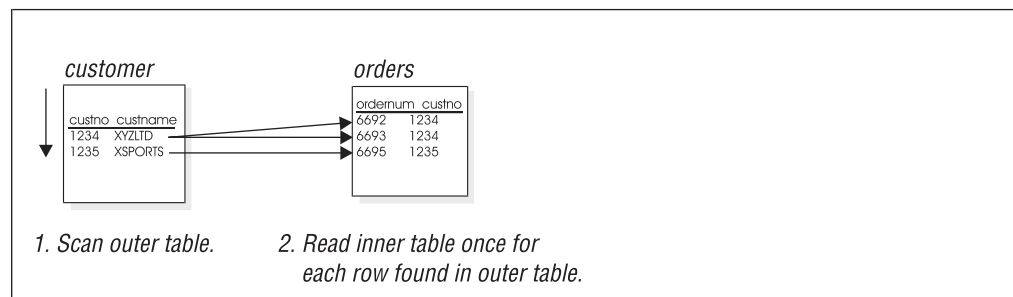 customer
custno custname
1234 XYZLTD
1235 XSPORTS
orders
ordernum custno
6692 1234
6693 1234
6695 1235
1. Scan outer table.
2. Read inner table once for
each row found in outer table.